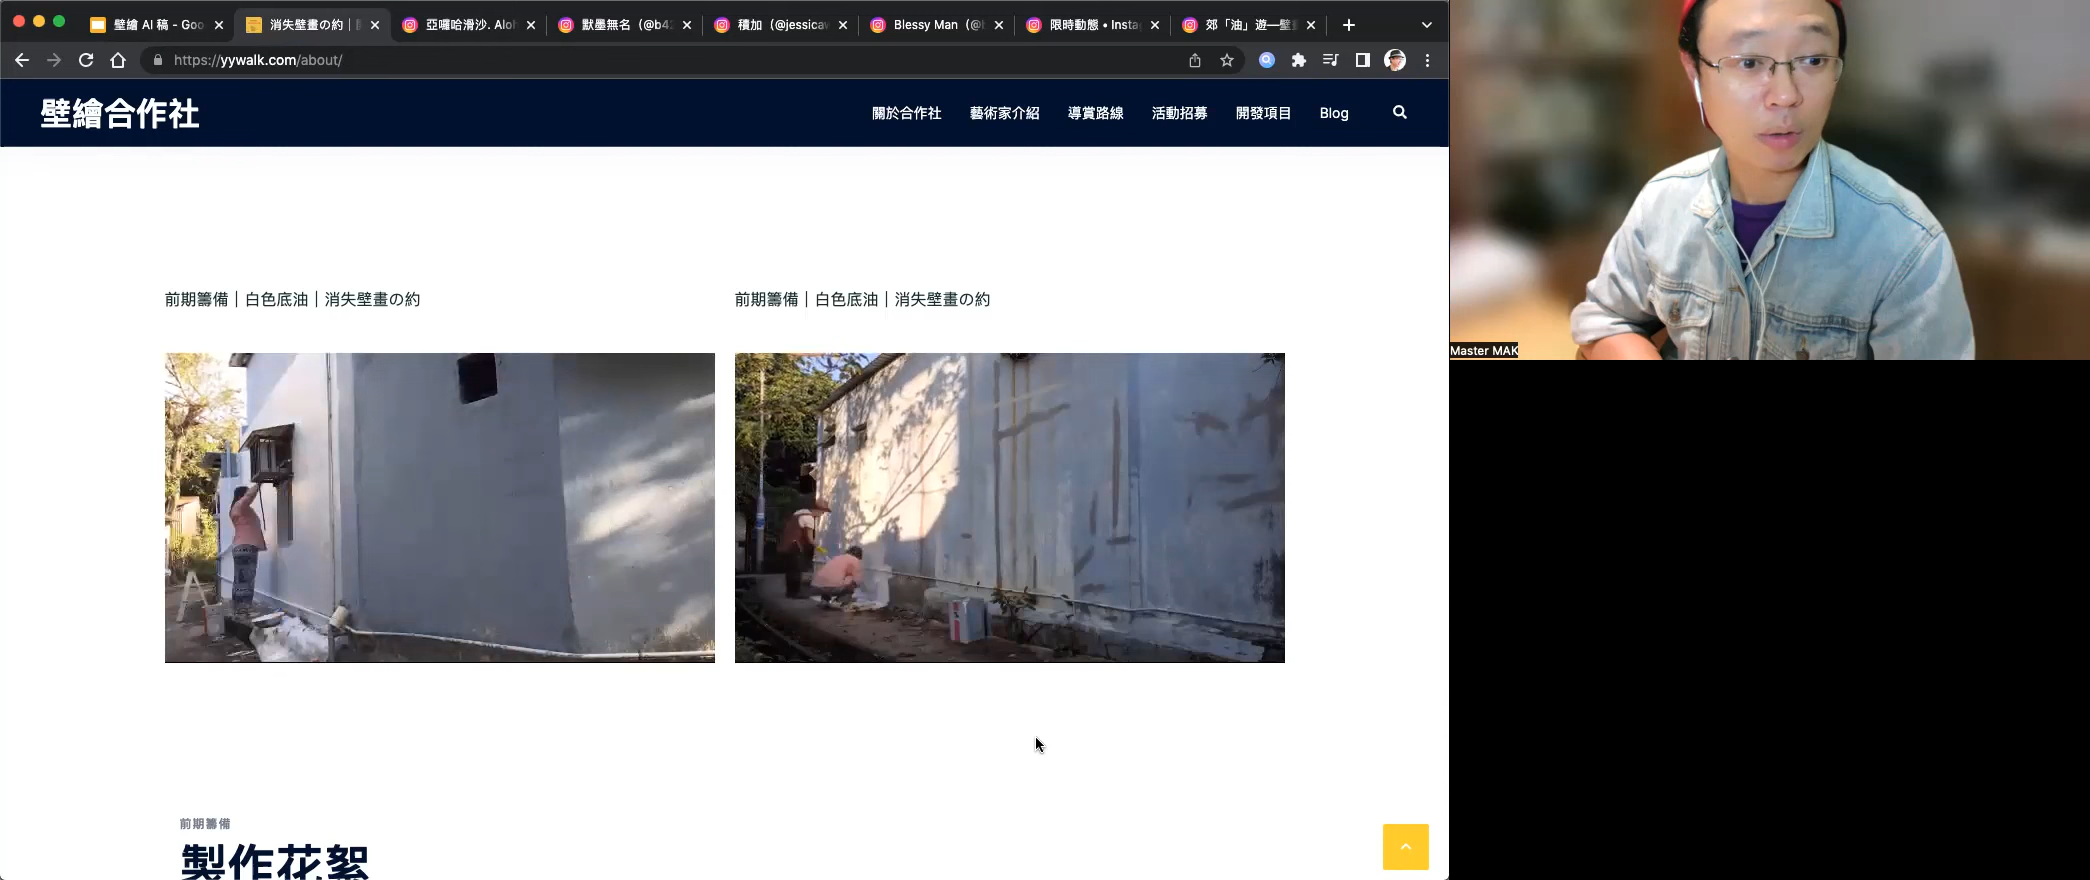 壁繪 AI 稿 - Goo
消失壁畫の約
亞囉哈滑沙. Aloh
默墨無名（@b4
積加（@jessicaw
Blessy Man（@
限時動態 • Insta
郊「油」遊—壁
https://yywalk.com/about/
壁繪合作社
關於合作社
藝術家介紹
導賞路線
活動招募
開發項目
Blog
前期籌備｜白色底油｜消失壁畫の約
前期籌備｜白色底油｜消失壁畫の約
前期籌備
製作花絮
Master MAK